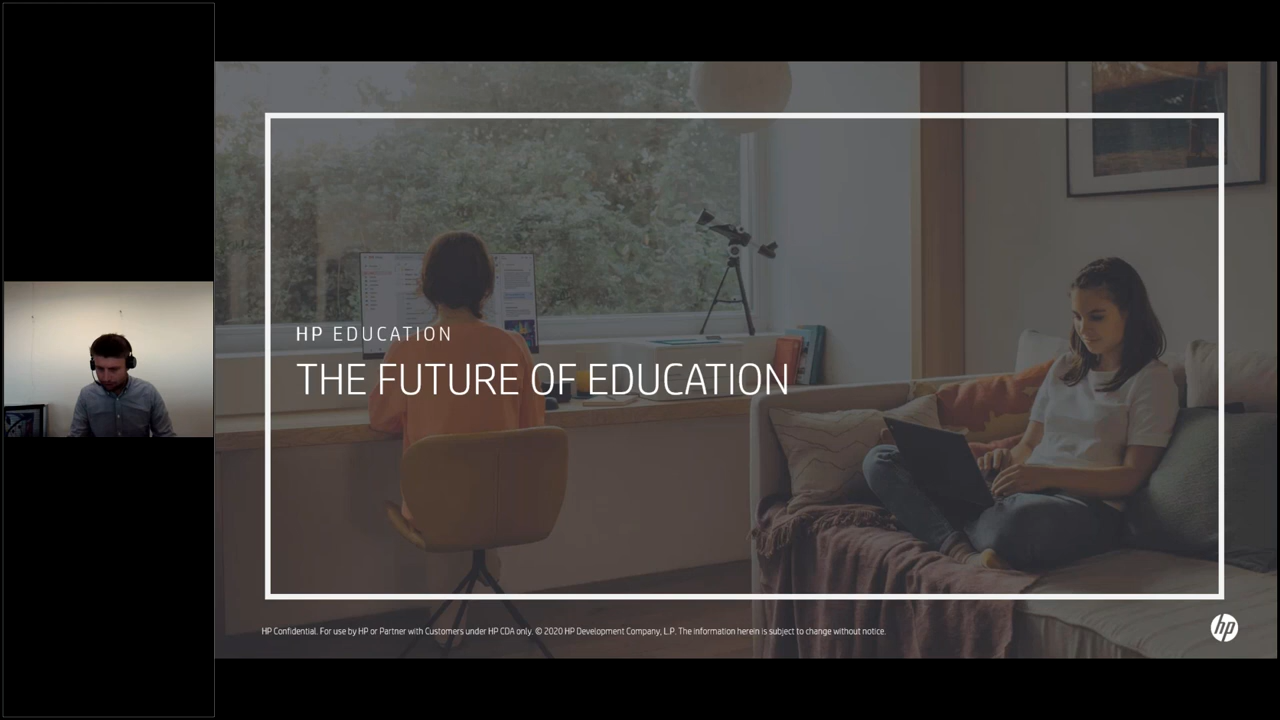 HP EDUCATION
THE FUTURE OF EDUCATION
HP Confidential. For use by HP or Partner with Customers under HP CDA only. © 2020 HP Development Company, L.P. The information herein is subject to change without notice.
hp